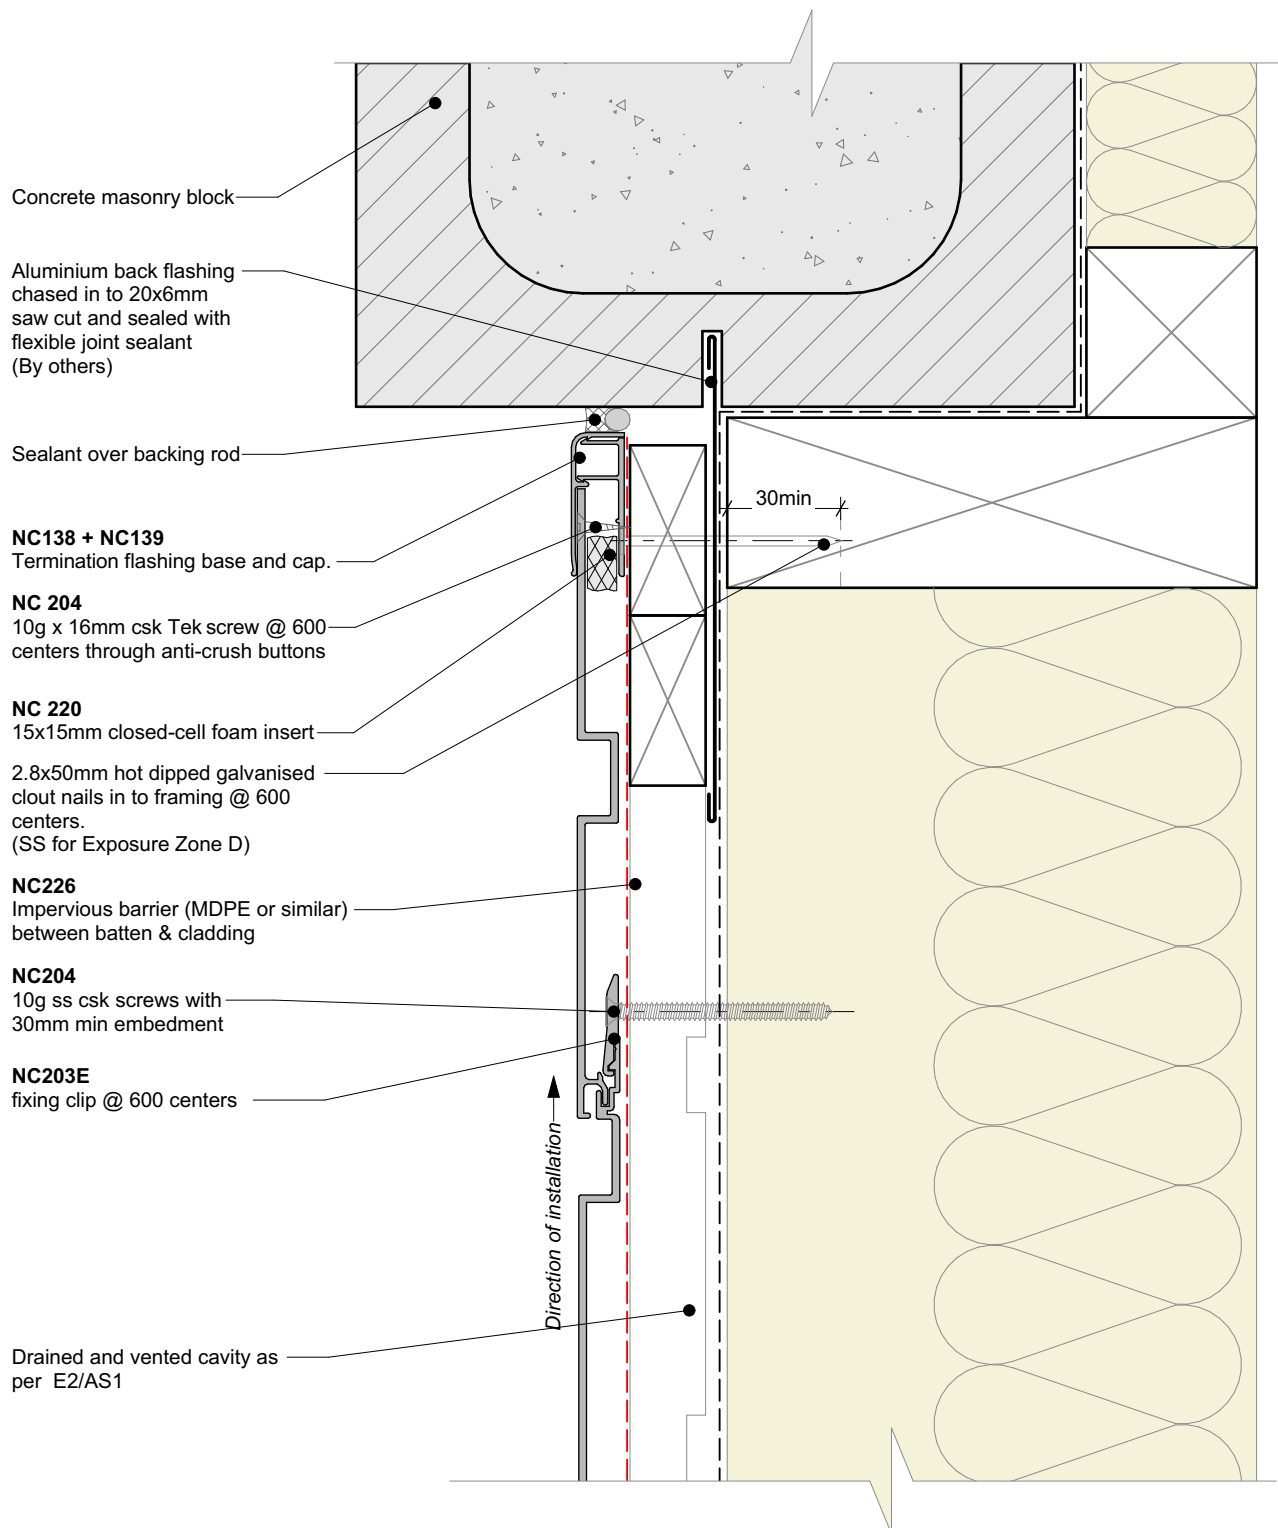 Concrete masonry block
Aluminium back flashing
chased in to 20x6mm
saw cut and sealed with
flexible joint sealant
(By others)
Sealant over backing rod
30min
NC138 + NC139
Termination flashing base and cap.
NC 204
10g x 16mm csk Tek screw @ 600
centers through anti-crush buttons
NC 220
15x15mm closed-cell foam insert
2.8x50mm hot dipped galvanised
clout nails in to framing @ 600
centers.
(SS for Exposure Zone D)
NC226
Impervious barrier (MDPE or similar)
between batten & cladding
NC204
10g ss csk screws with
30mm min embedment
NC203E
fixing clip @ 600 centers
Direction of installation
Drained and vented cavity as
per E2/AS1